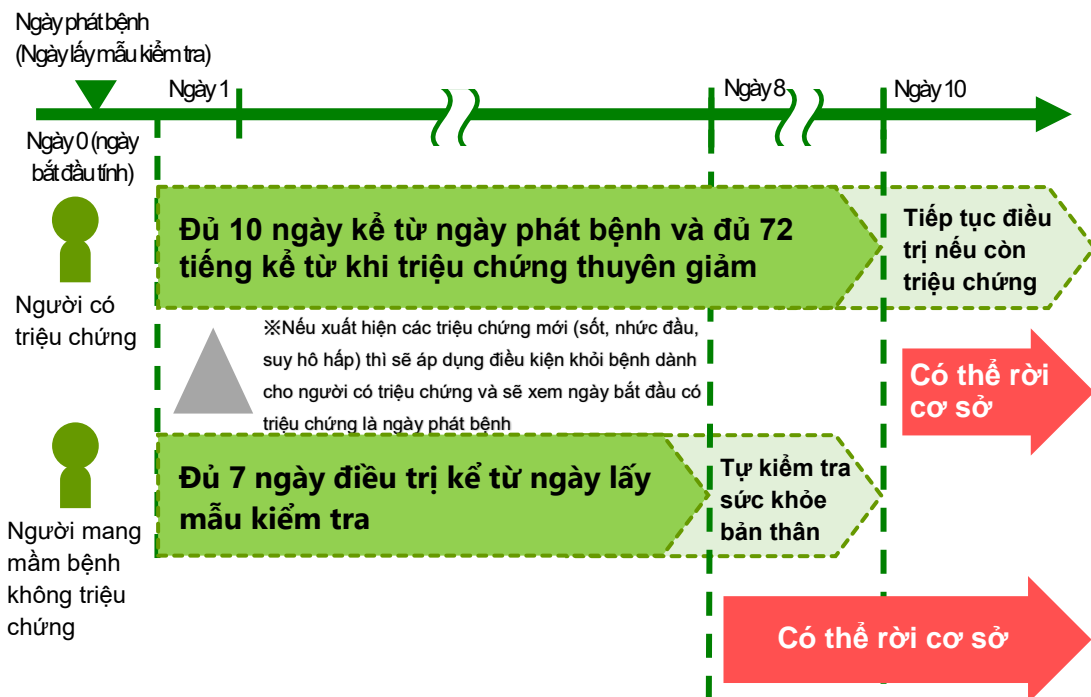 Ngày phát bệnh
(Ngày lấy mẫu kiểm tra)
Ngày 1
Ngày 8
Ngày 10
Ngày 0 (ngày
bắt đầu tính)
Đủ 10 ngày kể từ ngày phát bệnh và đủ 72
tiếng kể từ khi triệu chứng thuyên giảm
Tiếp tục điều
trị nếu còn
triệu chứng
Người có
triệu chứng
※Nếu xuất hiện các triệu chứng mới (sốt, nhức đầu,
suy hô hấp) thì sẽ áp dụng điều kiện khỏi bệnh dành
cho người có triệu chứng và sẽ xem ngày bắt đầu có
triệu chứng là ngày phát bệnh
Có thể rời
cơ sở
Đủ 7 ngày điều trị kể từ ngày lấy
mẫu kiểm tra
Tự kiểm tra
sức khỏe
bản thân
Người mang
mầm bệnh
không triệu
chứng
Có thể rời cơ sở